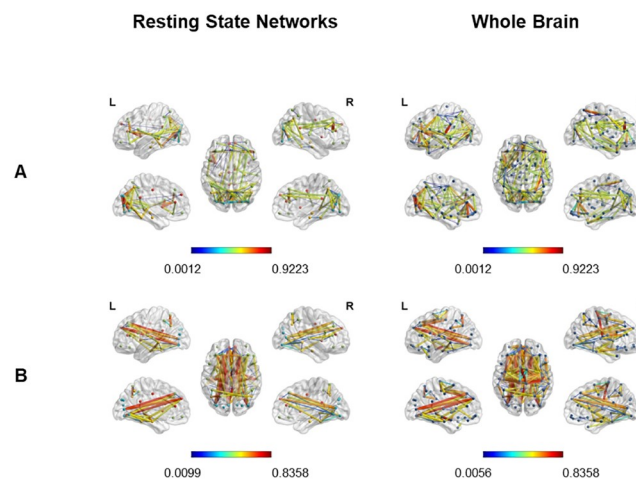 Resting State Networks
Whole Brain
L
R
L
A
0.0012
0.9223
0.0012
0.9223
L
R
L
B
0.0099
0.8358
0.0056
0.8358